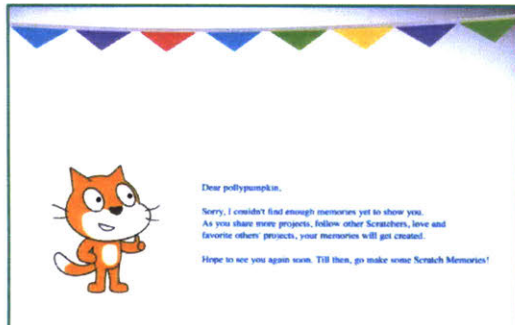 Dear pollypumpkin,
Sorry, I couldn't find enough memories yet to show you.
As you share more projects, follow other Scratchers, love and
favorite others' projects, your memories will get created.
Hope to see you again soon. Till then, go make some Scratch Memories!